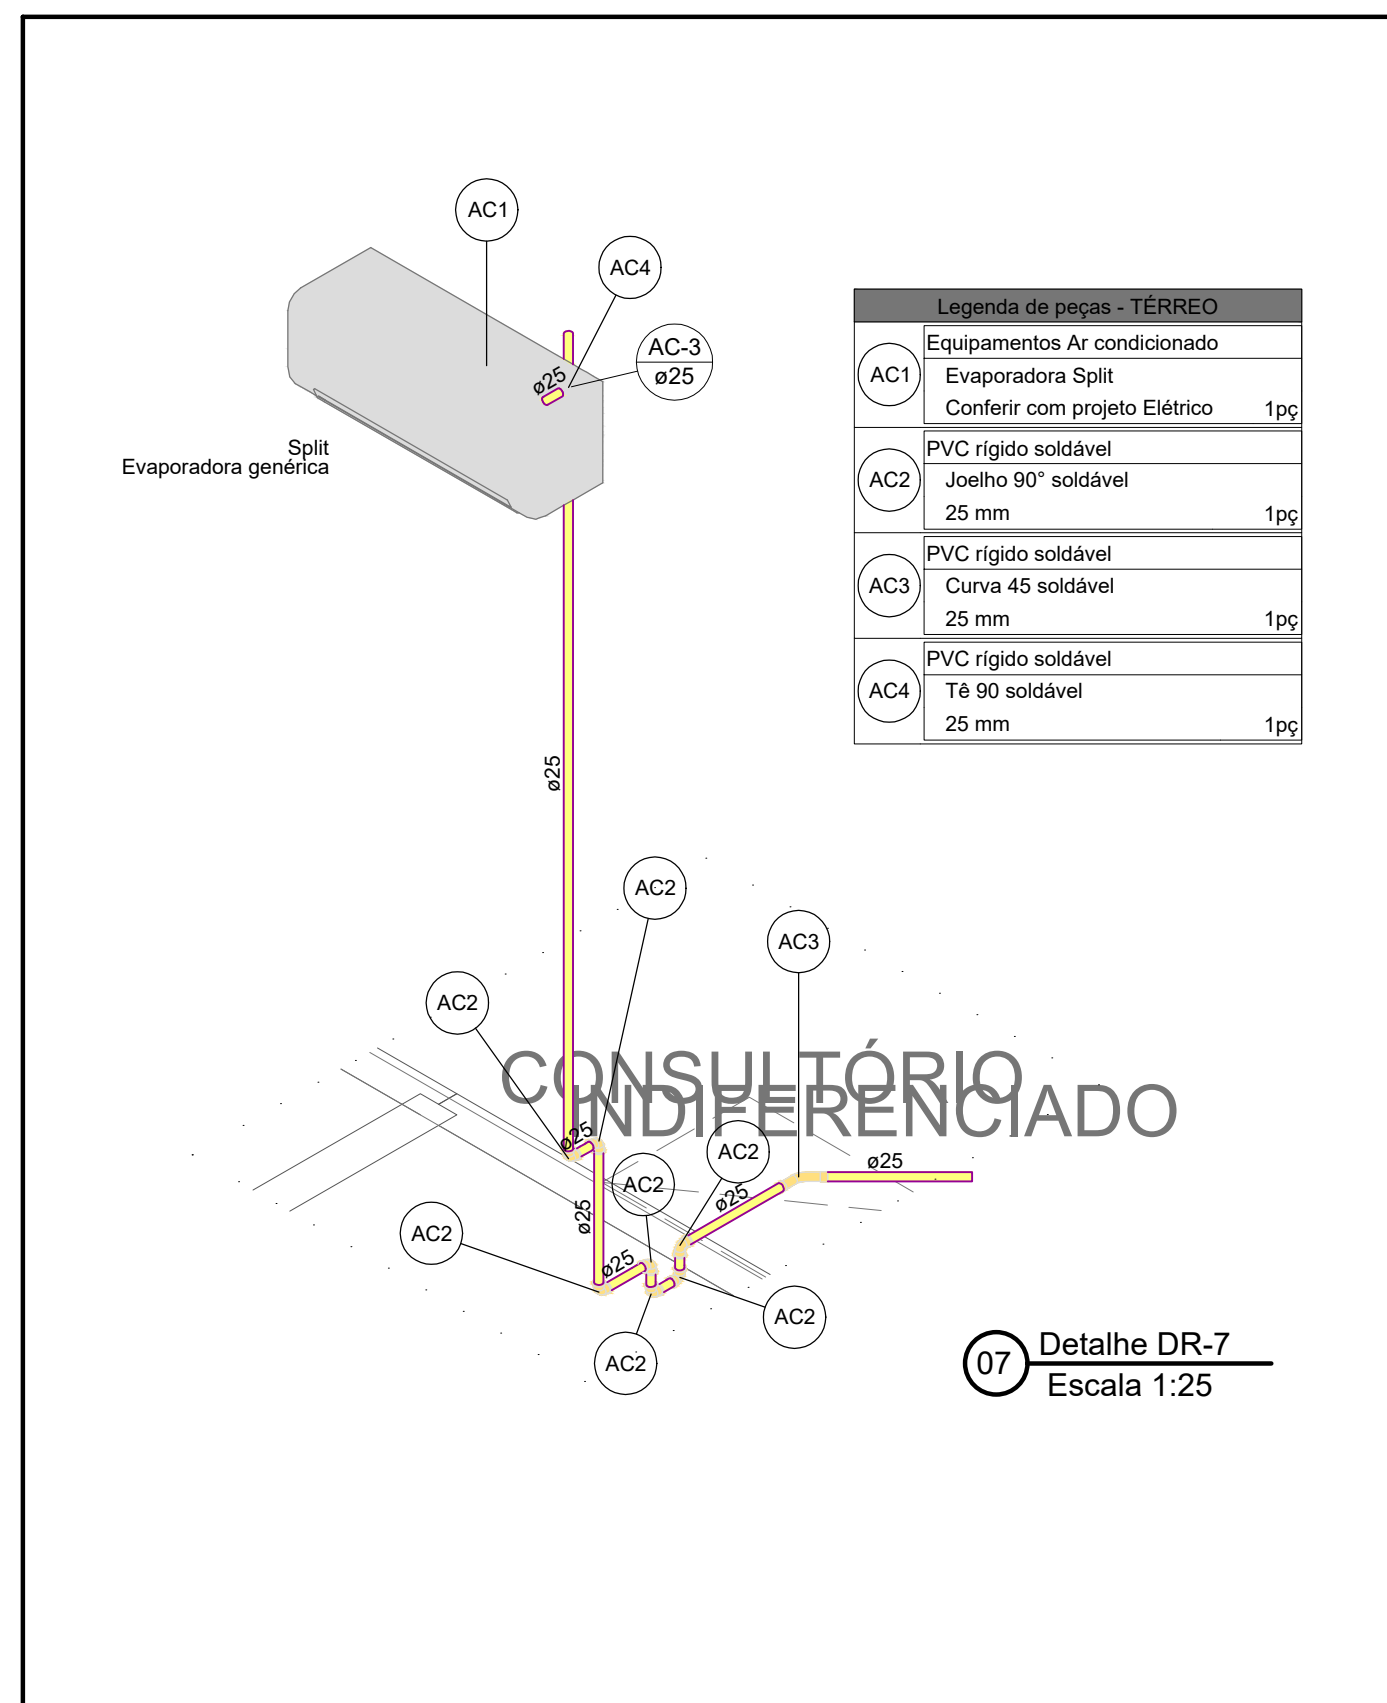 AC1
AC4
AC-3
ø25
ø25
Split
Evaporadora genérica
Legenda de peças - TÉRREO
AC1
Equipamentos Ar condicionado
Evaporadora Split
Conferir com projeto Elétrico 1pç
AC2
PVC rígido soldável
Joelho 90° soldável
25 mm 1pç
AC3
PVC rígido soldável
Curva 45 soldável
25 mm 1pç
AC4
PVC rígido soldável
Tê 90 soldável
25 mm 1pç
ø25
AC2
AC3
AC2
CONSULTÓRIO
INDIFERENCIADO
ø25
AC2
ø25
AC2
ø25
ø25
AC2
ø25
AC2
AC2
07
Detalhe DR-7
Escala 1:25